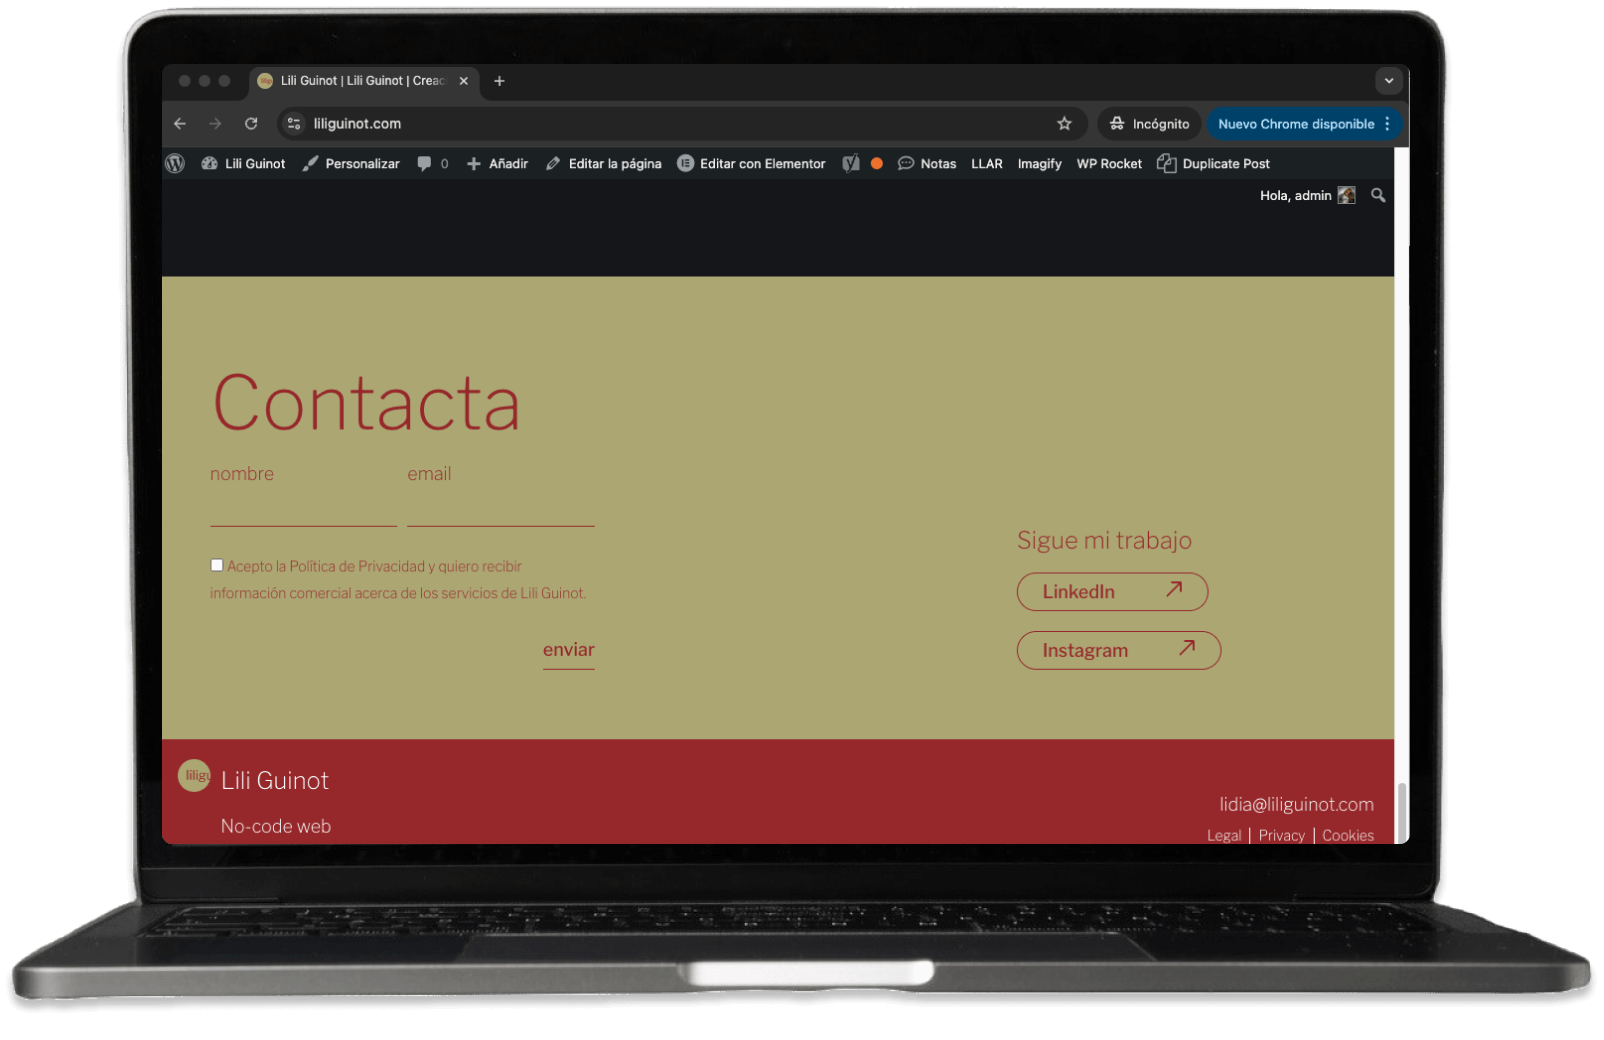 Lili Guinot | Lili Guinot | Creac
liliguinot.com
Incógnito
Nuevo Chrome disponible
Lili Guinot
Personalizar
0
Añadir
Editar la página
Editar con Elementor
Notas
LLAR
Imagify
WP Rocket
Duplicate Post
Hola, admin
Contacta
nombre
email
Acepto la Política de Privacidad y quiero recibir
información comercial acerca de los servicios de Lili Guinot.
enviar
Sigue mi trabajo
LinkedIn
Instagram
liligu
Lili Guinot
No-code web
lidia@liliguinot.com
Legal | Privacy | Cookies